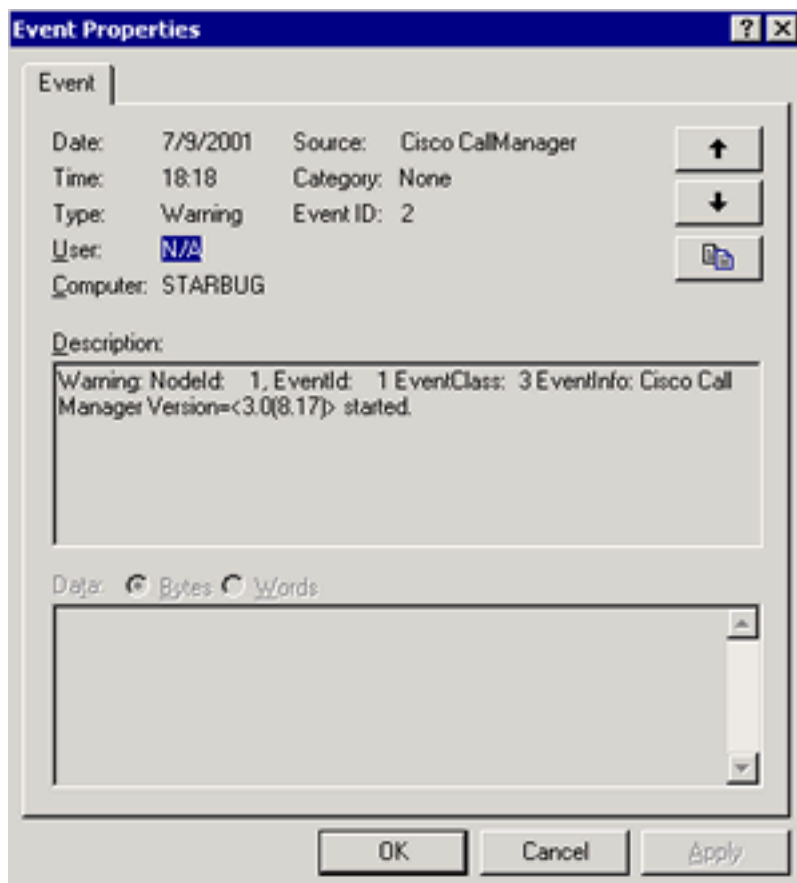 Event Properties
Event
Date: 7/9/2001 Source: Cisco CallManager
Time: 18:18 Category: None
Type: Warning Event ID: 2
User: N/A
Computer: STARBUG
Description:
Warning: NodeId: 1, EventId: 1 EventClass: 3 EventInfo: Cisco Call
Manager Version=<3.0(8.17)> started.
Data: Bytes Words
OK Cancel Apply